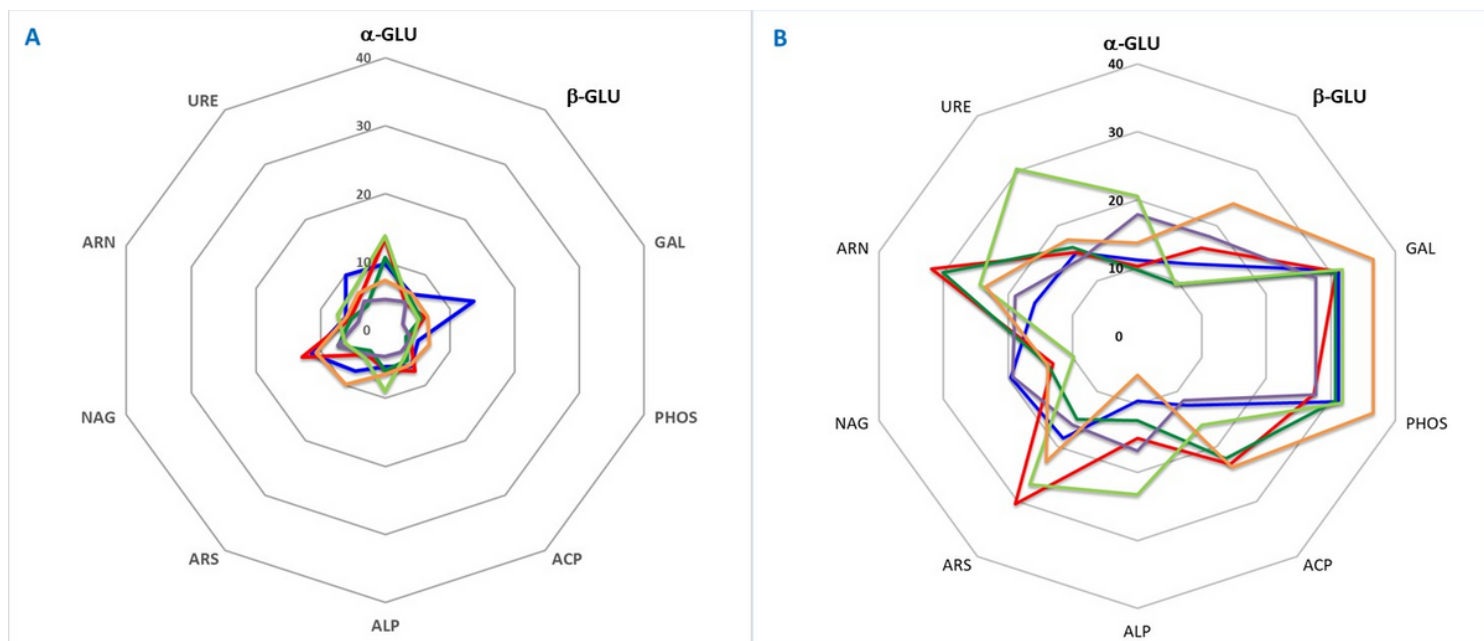 A
α-GLU
40
β-GLU
URE
30
20
ARN
GAL
10
0
NAG
PHOS
ARS
ACP
ALP
B
α-GLU
40
β-GLU
URE
30
20
ARN
GAL
10
0
NAG
PHOS
ARS
ACP
ALP